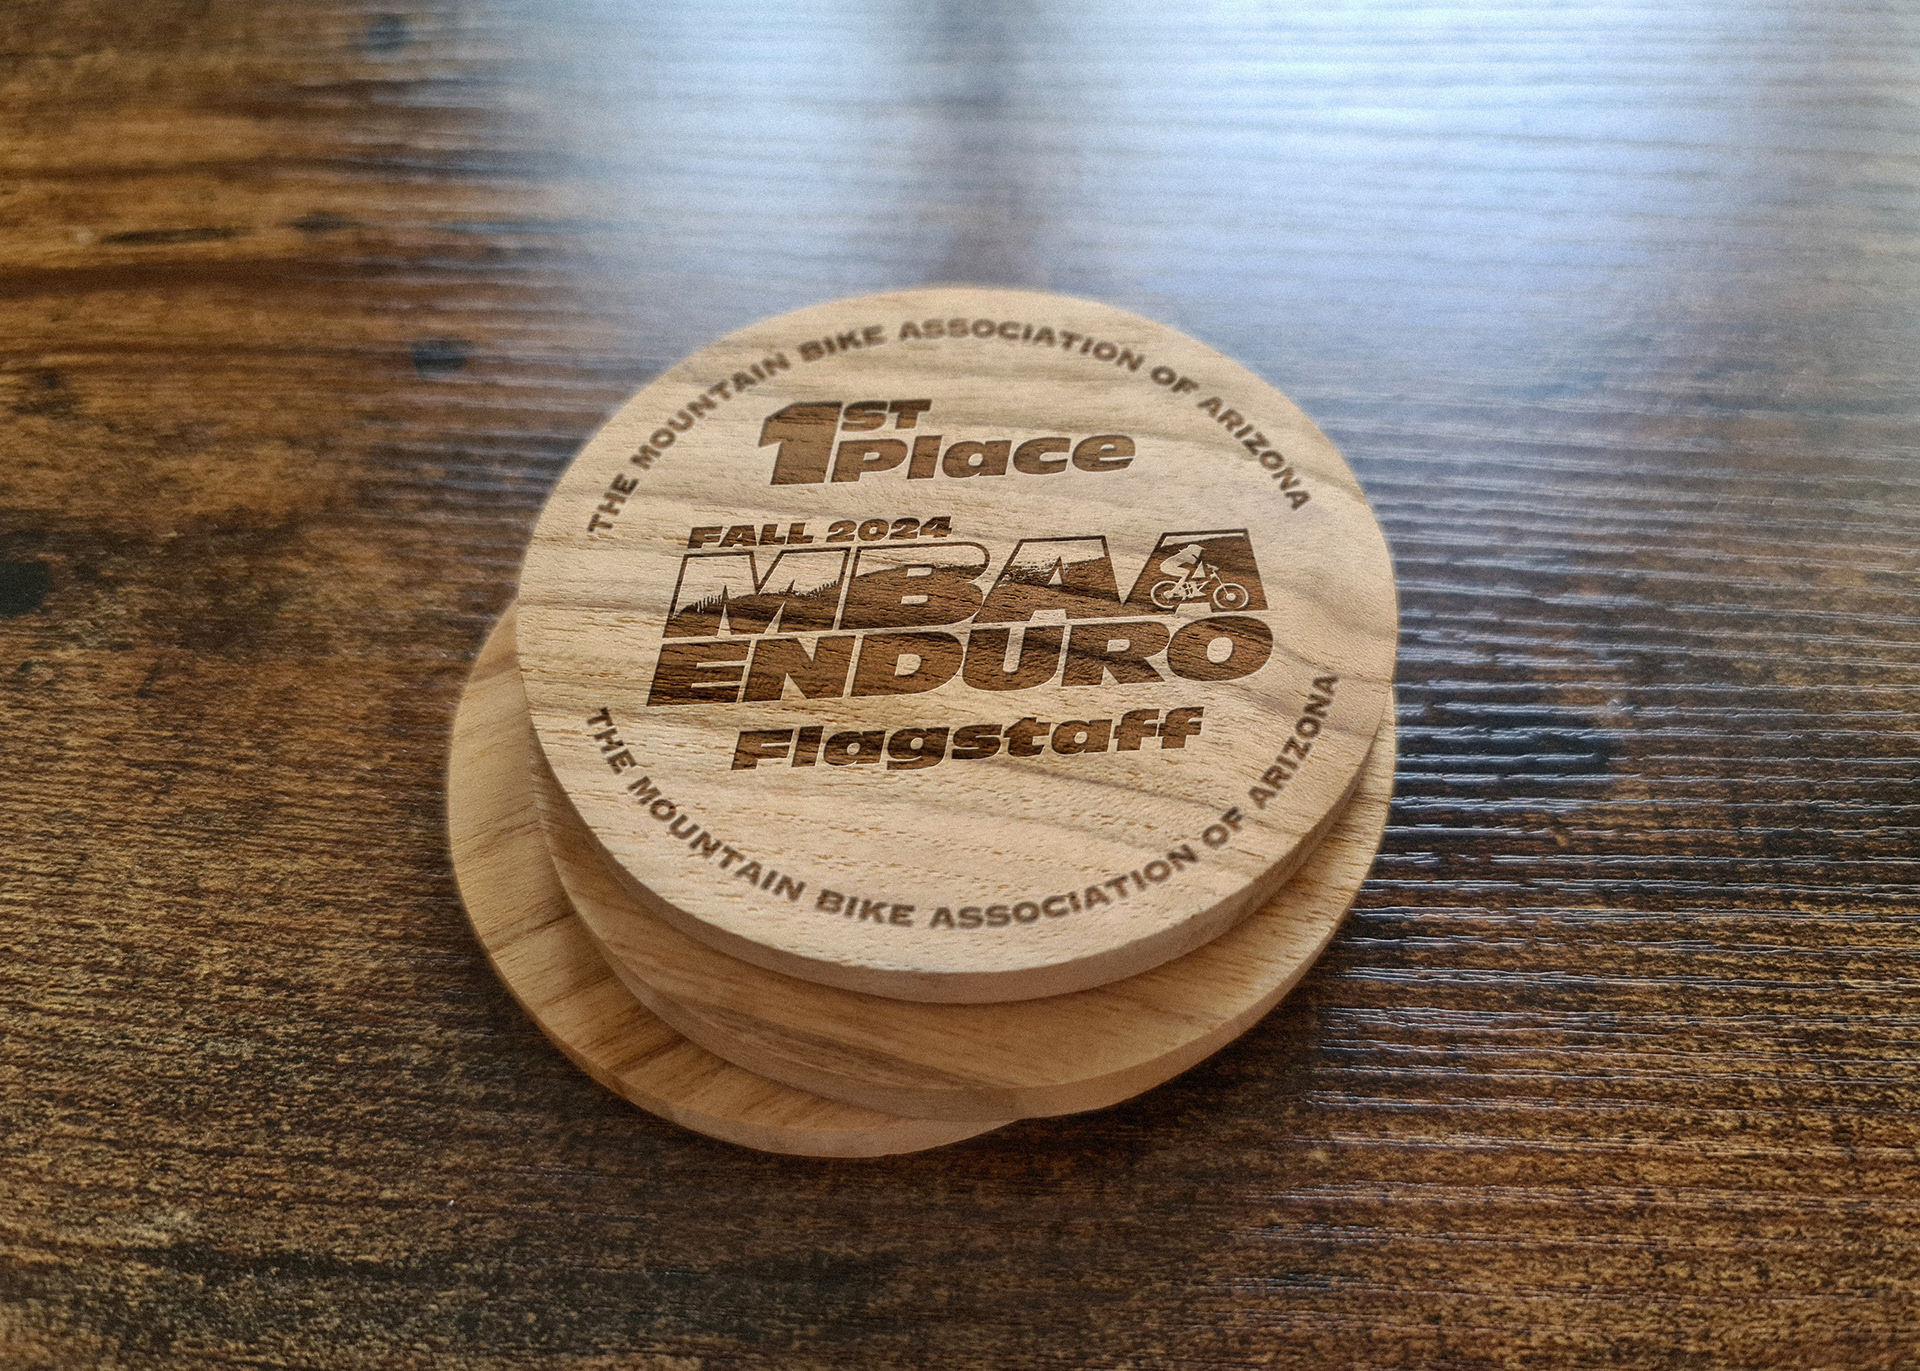 THE MOUNTAIN BIKE ASSOCIATION OF ARIZONA
1ST
Place
FALL 2024
MBAA
ENDURO
Flagstaff
THE MOUNTAIN BIKE ASSOCIATION OF ARIZONA